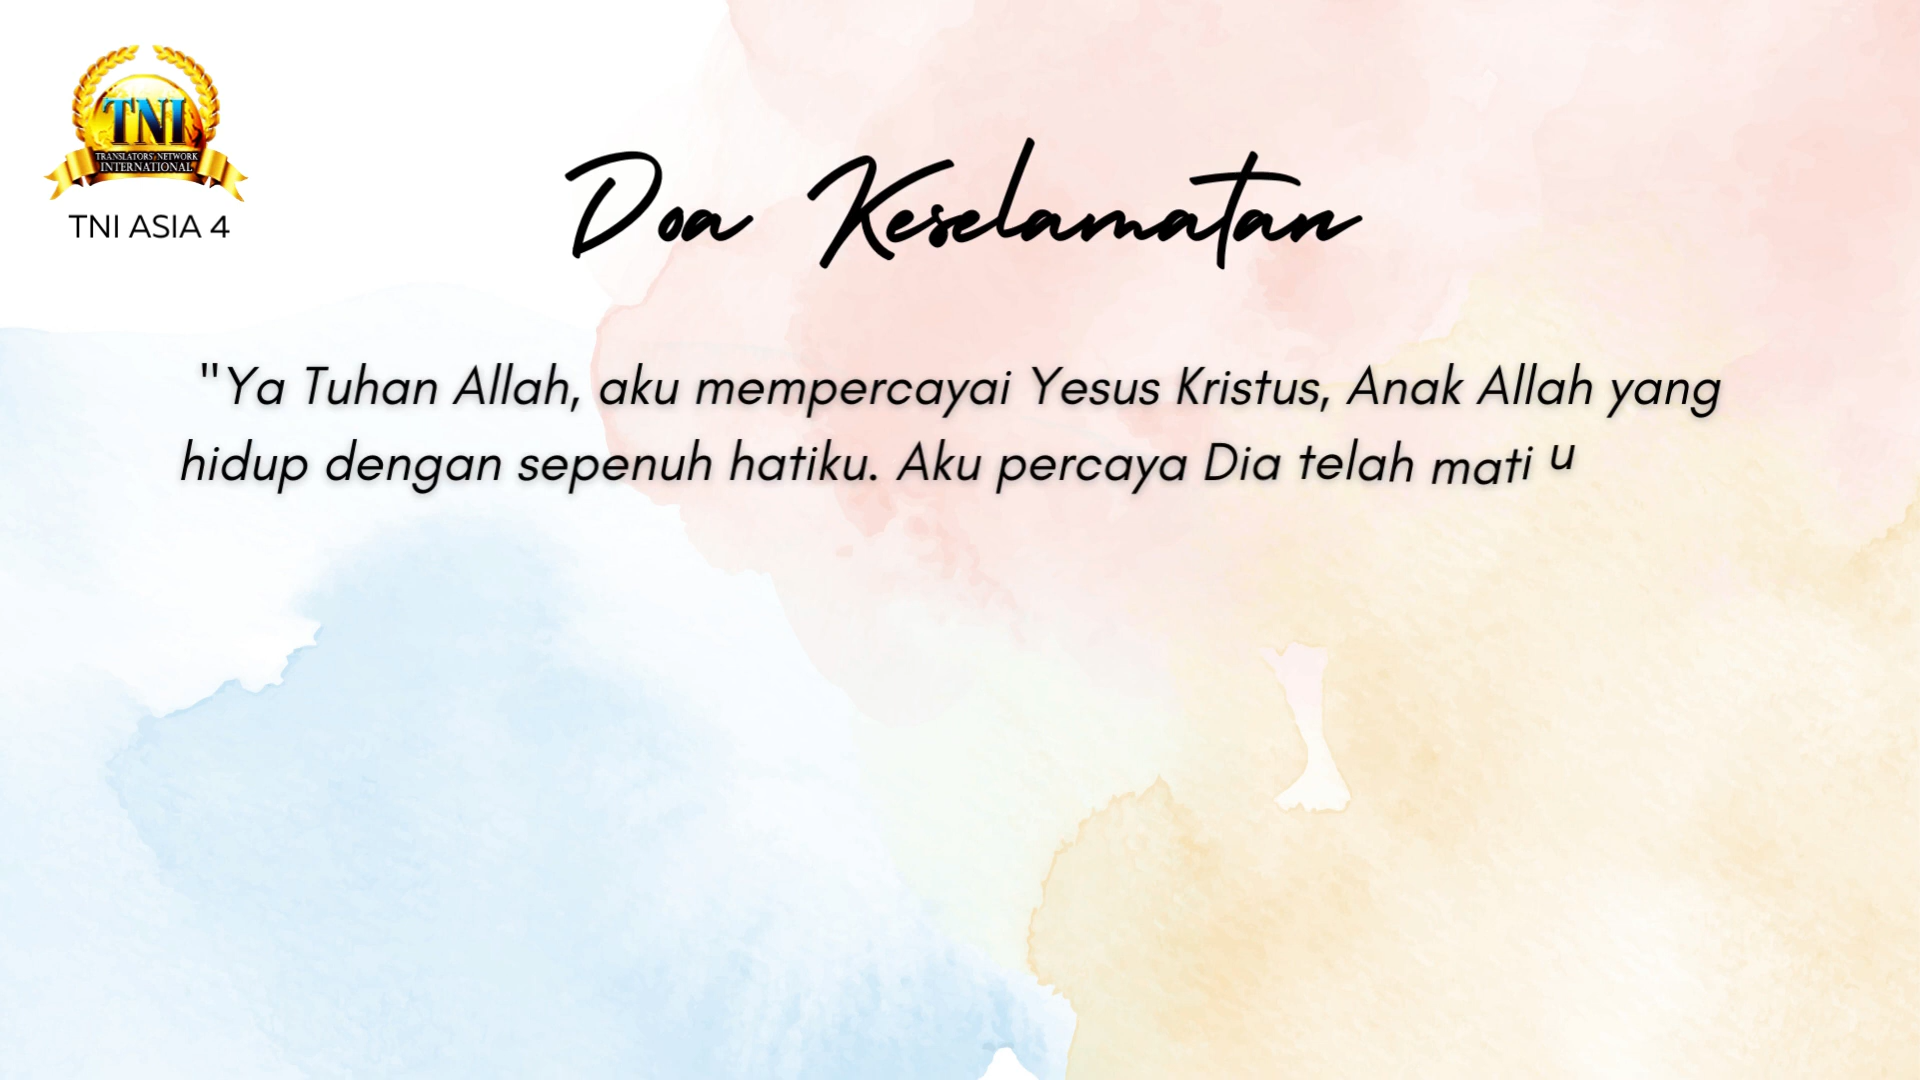 TNI
TRANSLATORS NETWORK
INTERNATIONAL
TNI ASIA 4
Doa Keselamatan
"Ya Tuhan Allah, aku mempercayai Yesus Kristus, Anak Allah yang
hidup dengan sepenuh hatiku. Aku percaya Dia telah mati u